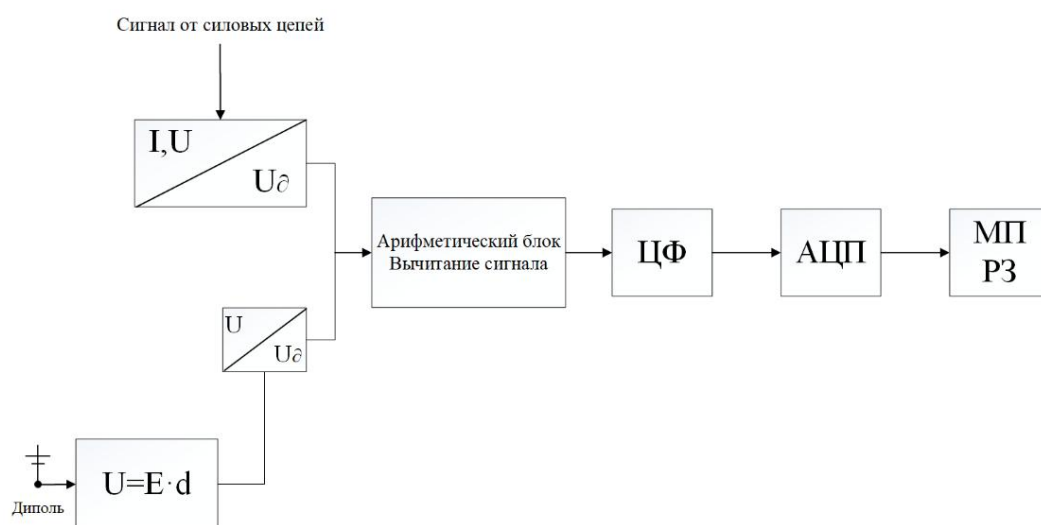 Сигнал от силовых цепей
I,U
U∂
Арифметический блок
Вычитание сигнала
ЦФ
АЦП
МП
РЗ
U
U∂
U=E·d
Диполь